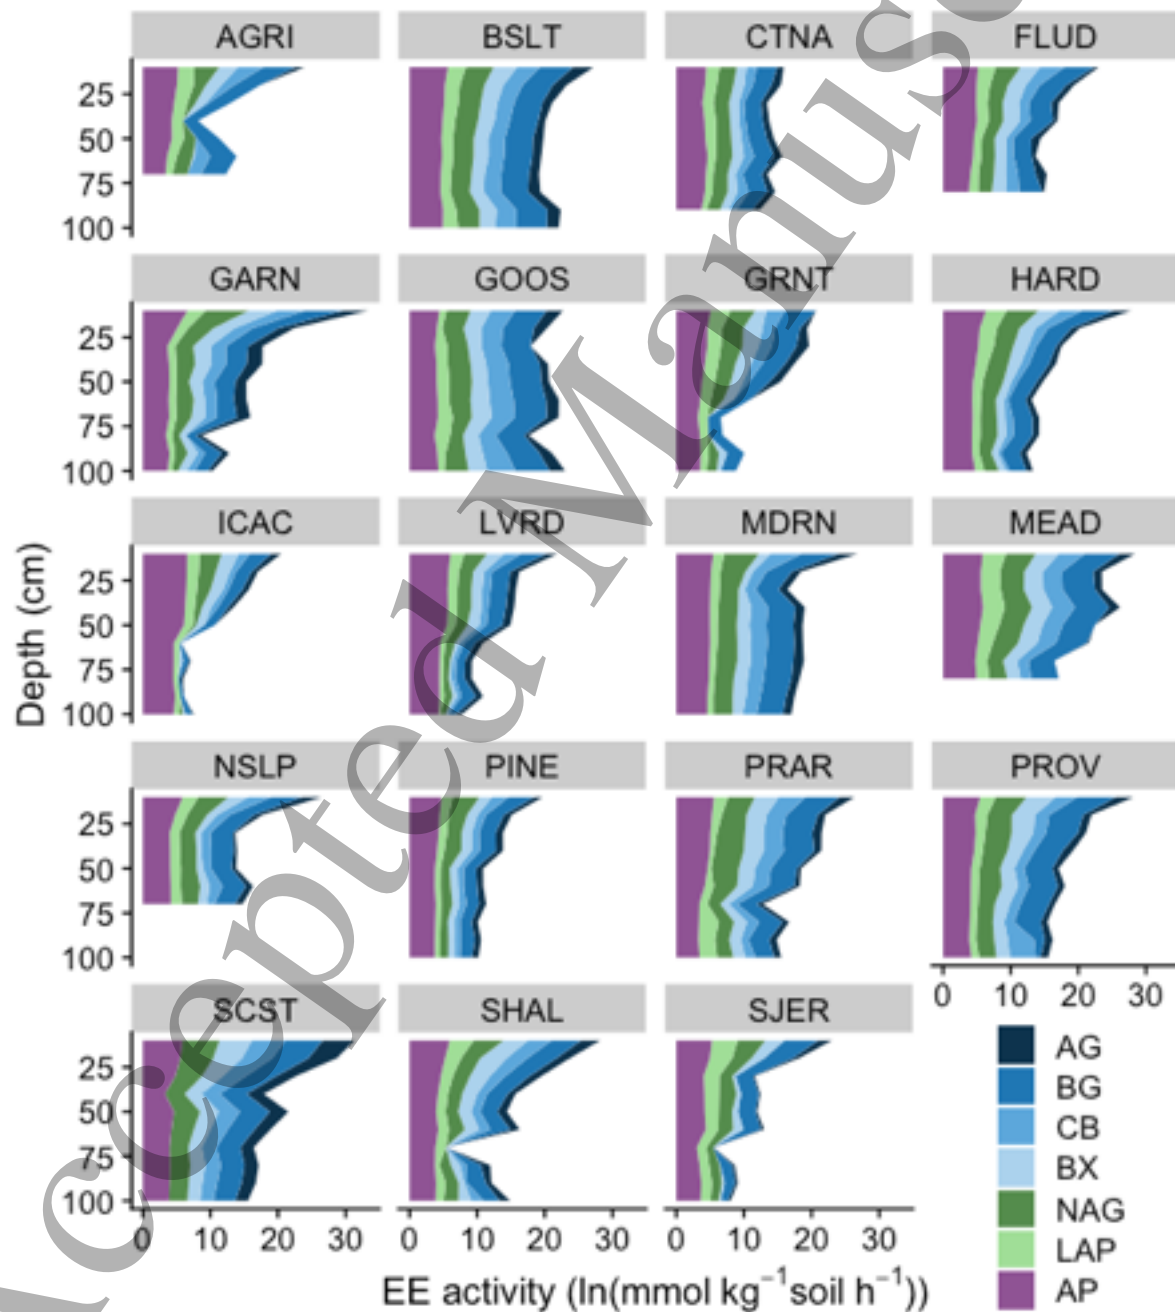 AGRI BSLT CTNA FLUD
25
50
75
100
GARN GOOS GRNT HARD
25
50
75
100
ICAC LVRD MDRN MEAD
25
50
75
100
NSLP PINE PRAR PROV
25
50
75
100
0 10 20 30
SCST SHAL SJER
25
50
75
100
0 10 20 30 0 10 20 30 0 10 20 30
Depth (cm)
EE activity (ln(mmol kg⁻¹soil h⁻¹))
AG
BG
CB
BX
NAG
LAP
AP
Accepted Manus